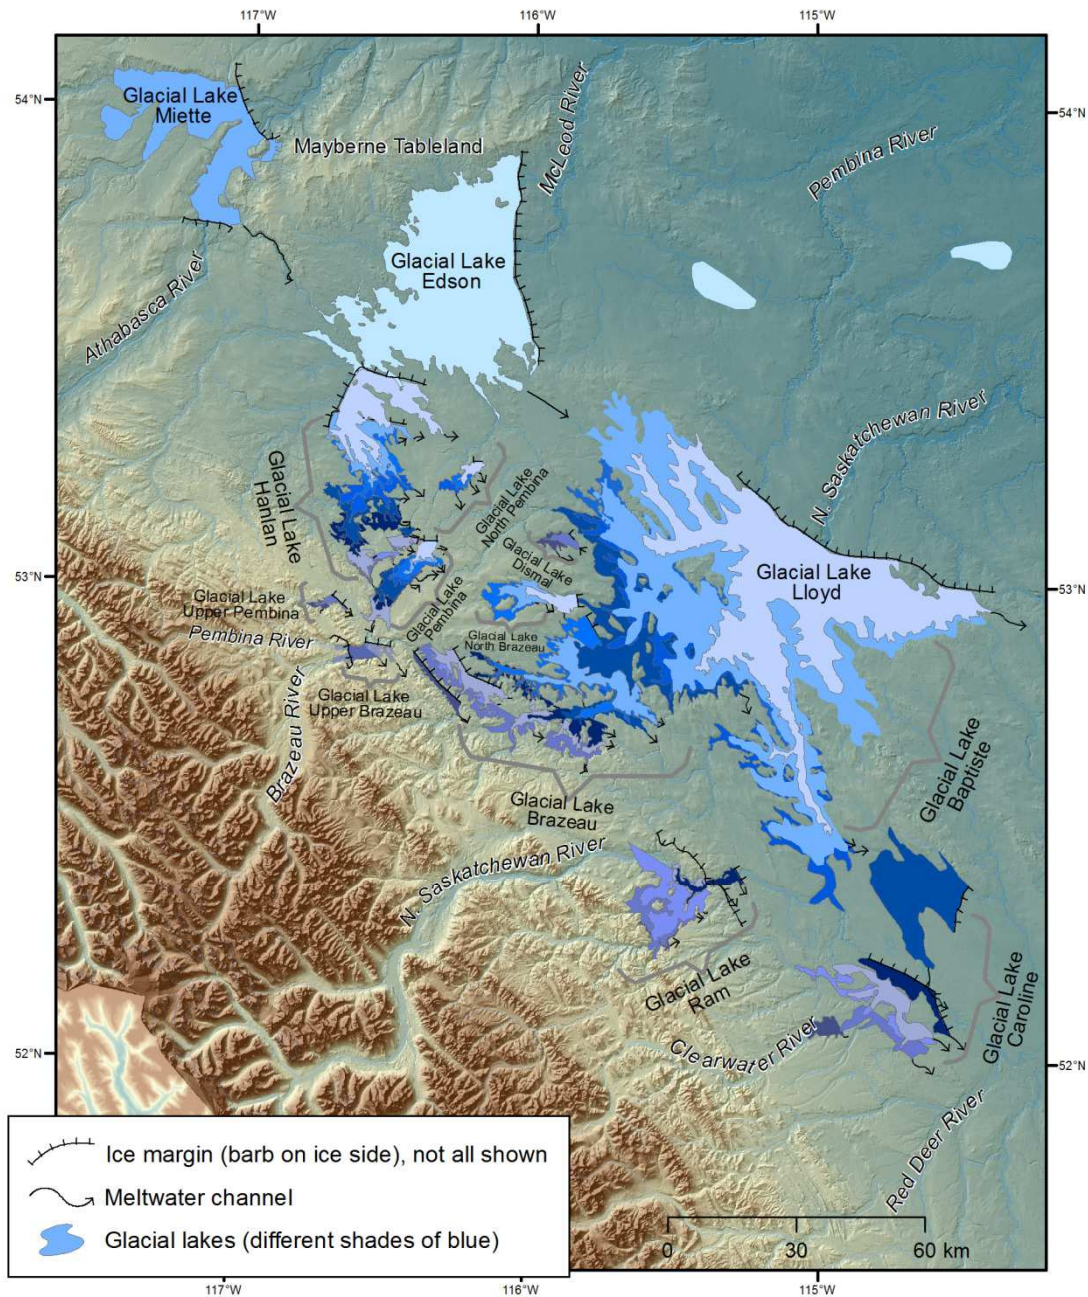 117°W
116°W
115°W
54°N
54°N
Glacial Lake
Miette
Mayberne Tableland
McLeod River
Pembina River
Glacial Lake
Edson
Athabasca River
N. Saskatchewan River
Glacial Lake
Hanlan
Glacial Lake
North Pembina
Glacial Lake
Dismal
53°N
53°N
Glacial Lake
Lloyd
Glacial Lake
Upper Pembina
Glacial Lake
Pembina
Pembina River
Glacial Lake
North Brazeau
Glacial Lake
Upper Brazeau
Brazeau River
Glacial Lake
Baptiste
Glacial Lake
Brazeau
N. Saskatchewan River
Glacial Lake
Ram
Glacial Lake
Caroline
Clearwater River
52°N
52°N
Red Deer River
Ice margin (barb on ice side), not all shown
Meltwater channel
Glacial lakes (different shades of blue)
0
30
60 km
117°W
116°W
115°W